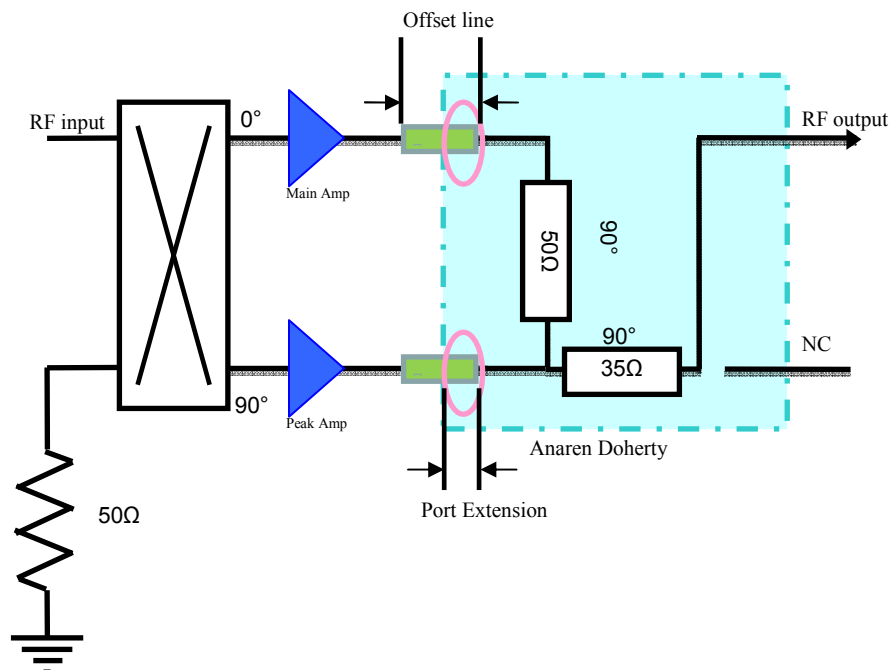 Offset line
RF input
0°
RF output
Main Amp
50Ω
90°
90°
35Ω
NC
90°
Peak Amp
Anaren Doherty
Port Extension
50Ω